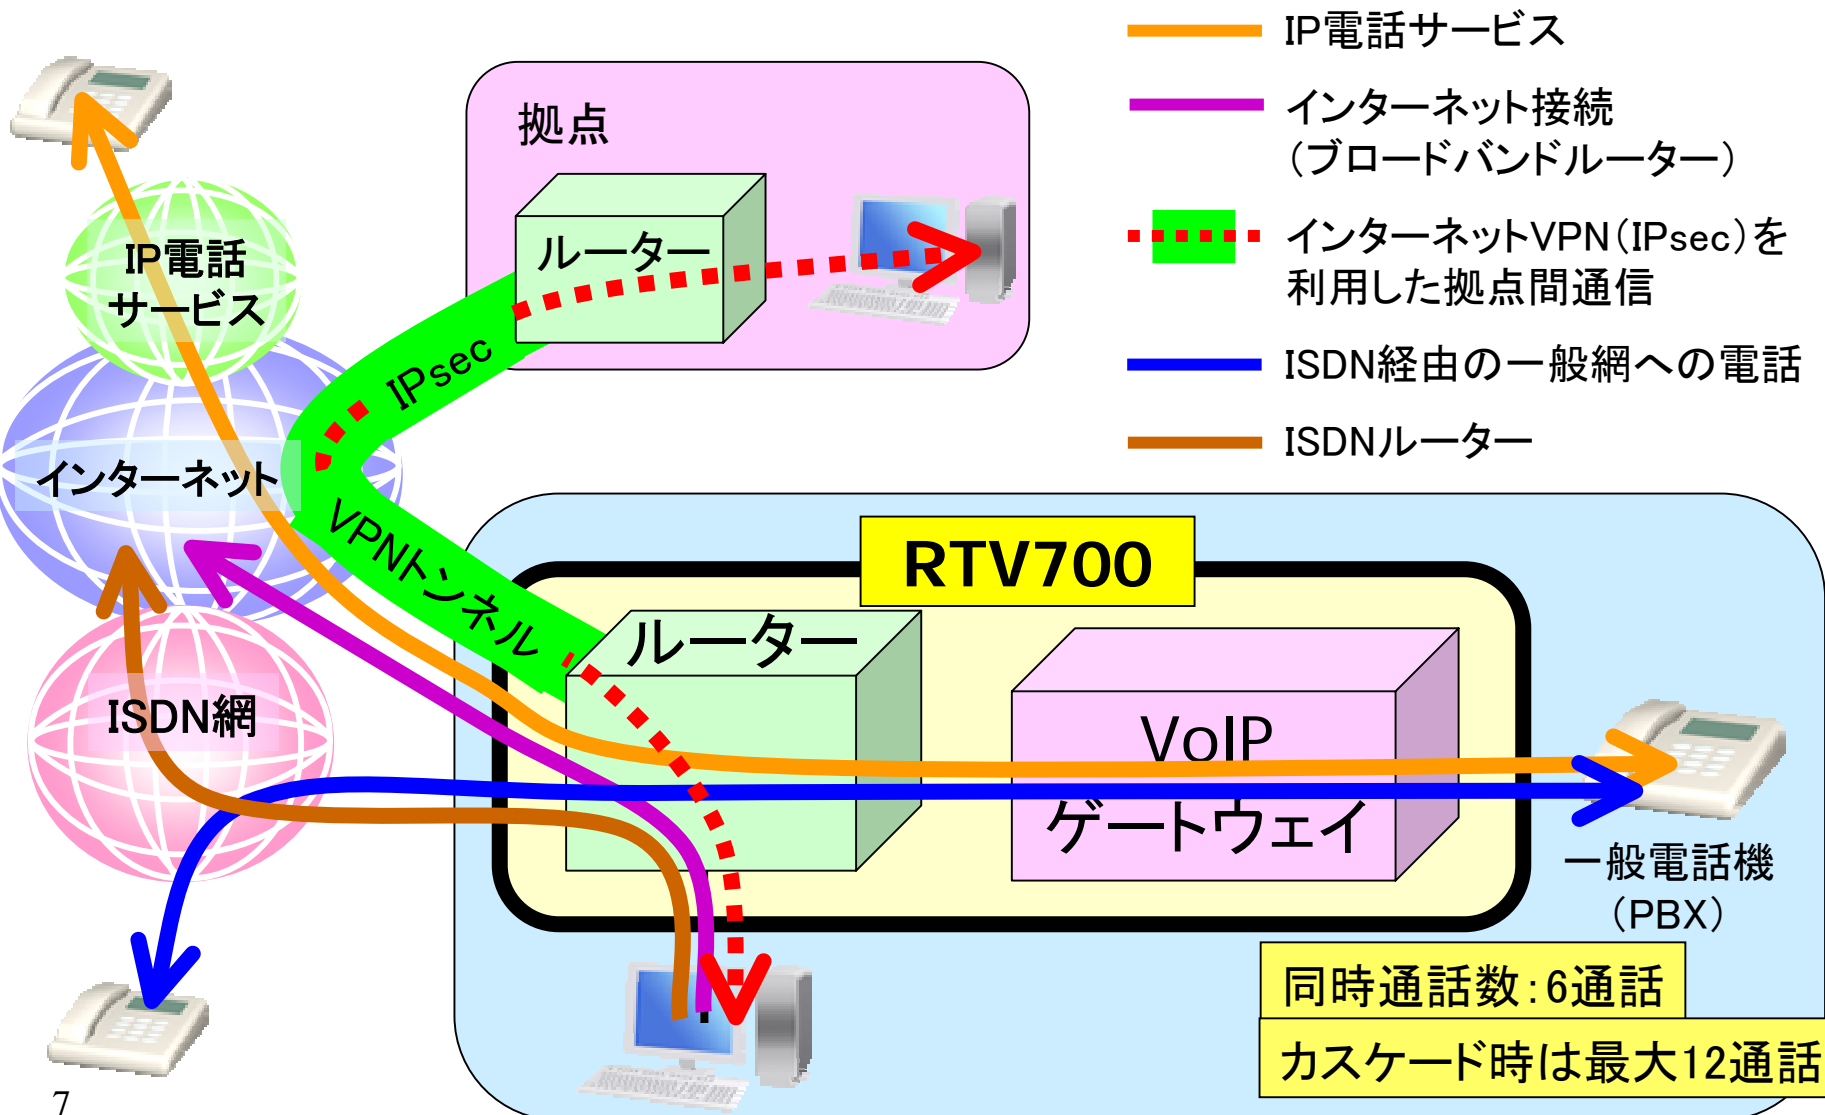 IP電話サービス
インターネット接続
（ブロードバンドルーター）
インターネットVPN（IPsec）を
利用した拠点間通信
ISDN経由の一般網への電話
ISDNルーター
拠点
ルーター
IP電話
サービス
IPsec
インターネット
VPNトンネル
RTV700
ルーター
VoIP
ゲートウェイ
ISDN網
一般電話機
（PBX）
同時通話数：6通話
カスケード時は最大12通話
7